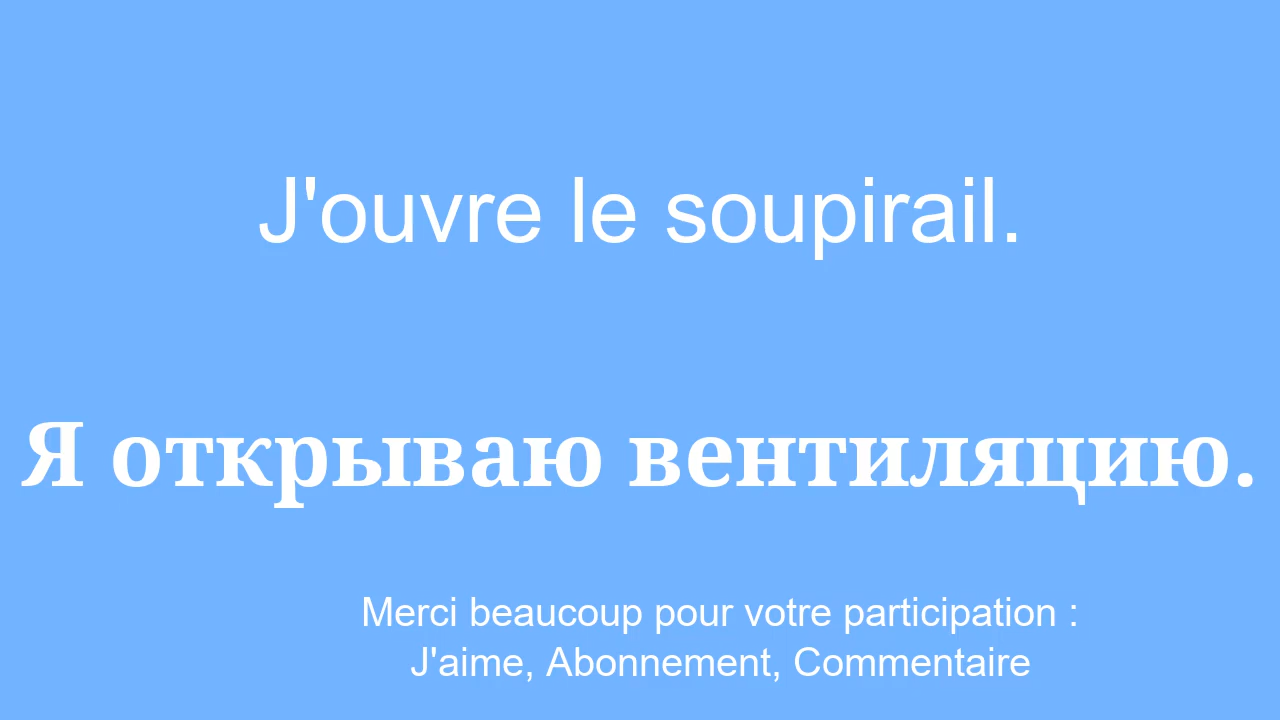 J'ouvre le soupirail.
Я открываю вентиляцию.
Merci beaucoup pour votre participation :
J'aime, Abonnement, Commentaire